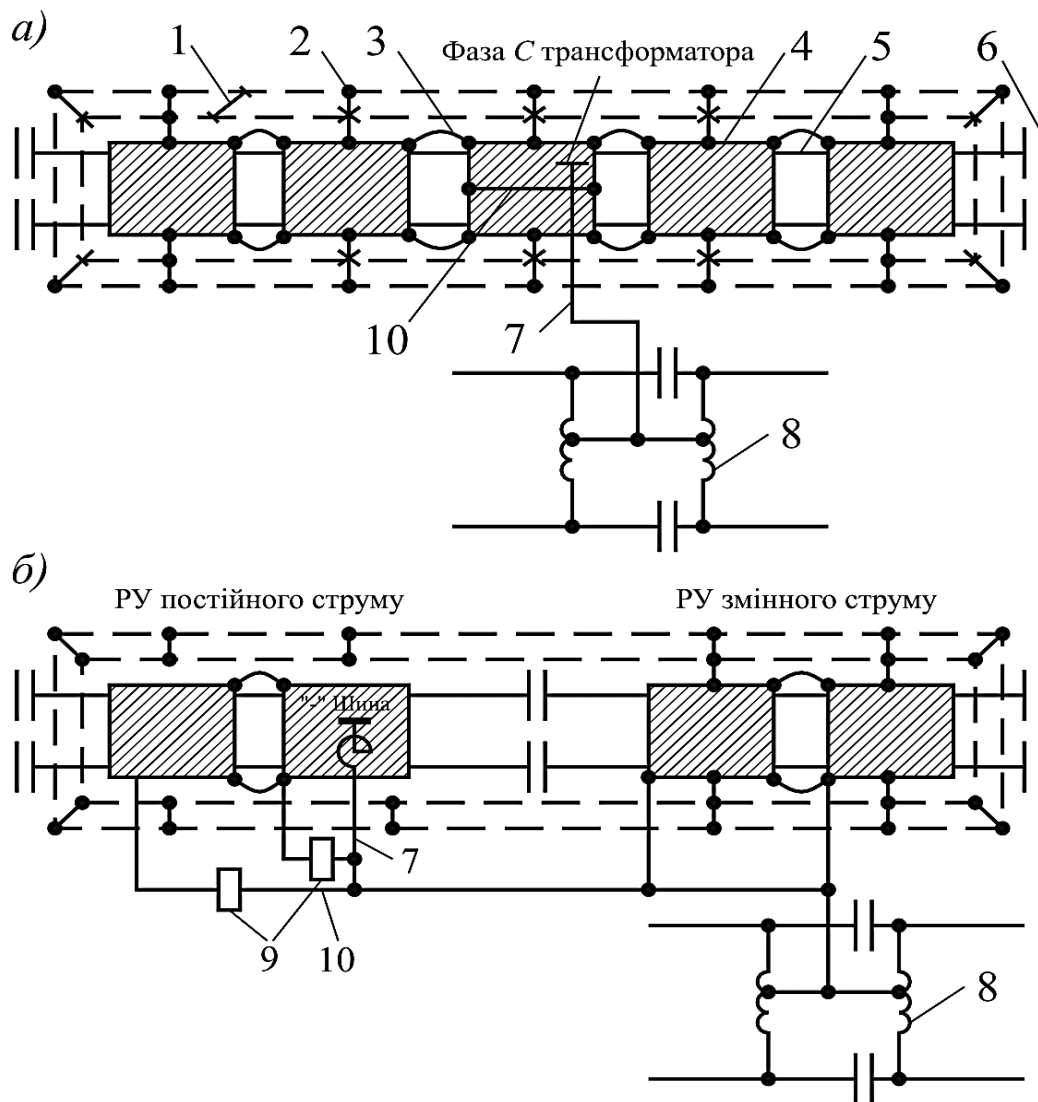 а)
1 2 3 Фаза С трансформатора 4 5 6
10 7
8
б)
РУ постійного струму РУ змінного струму
"-" Шина
7
9 10
8